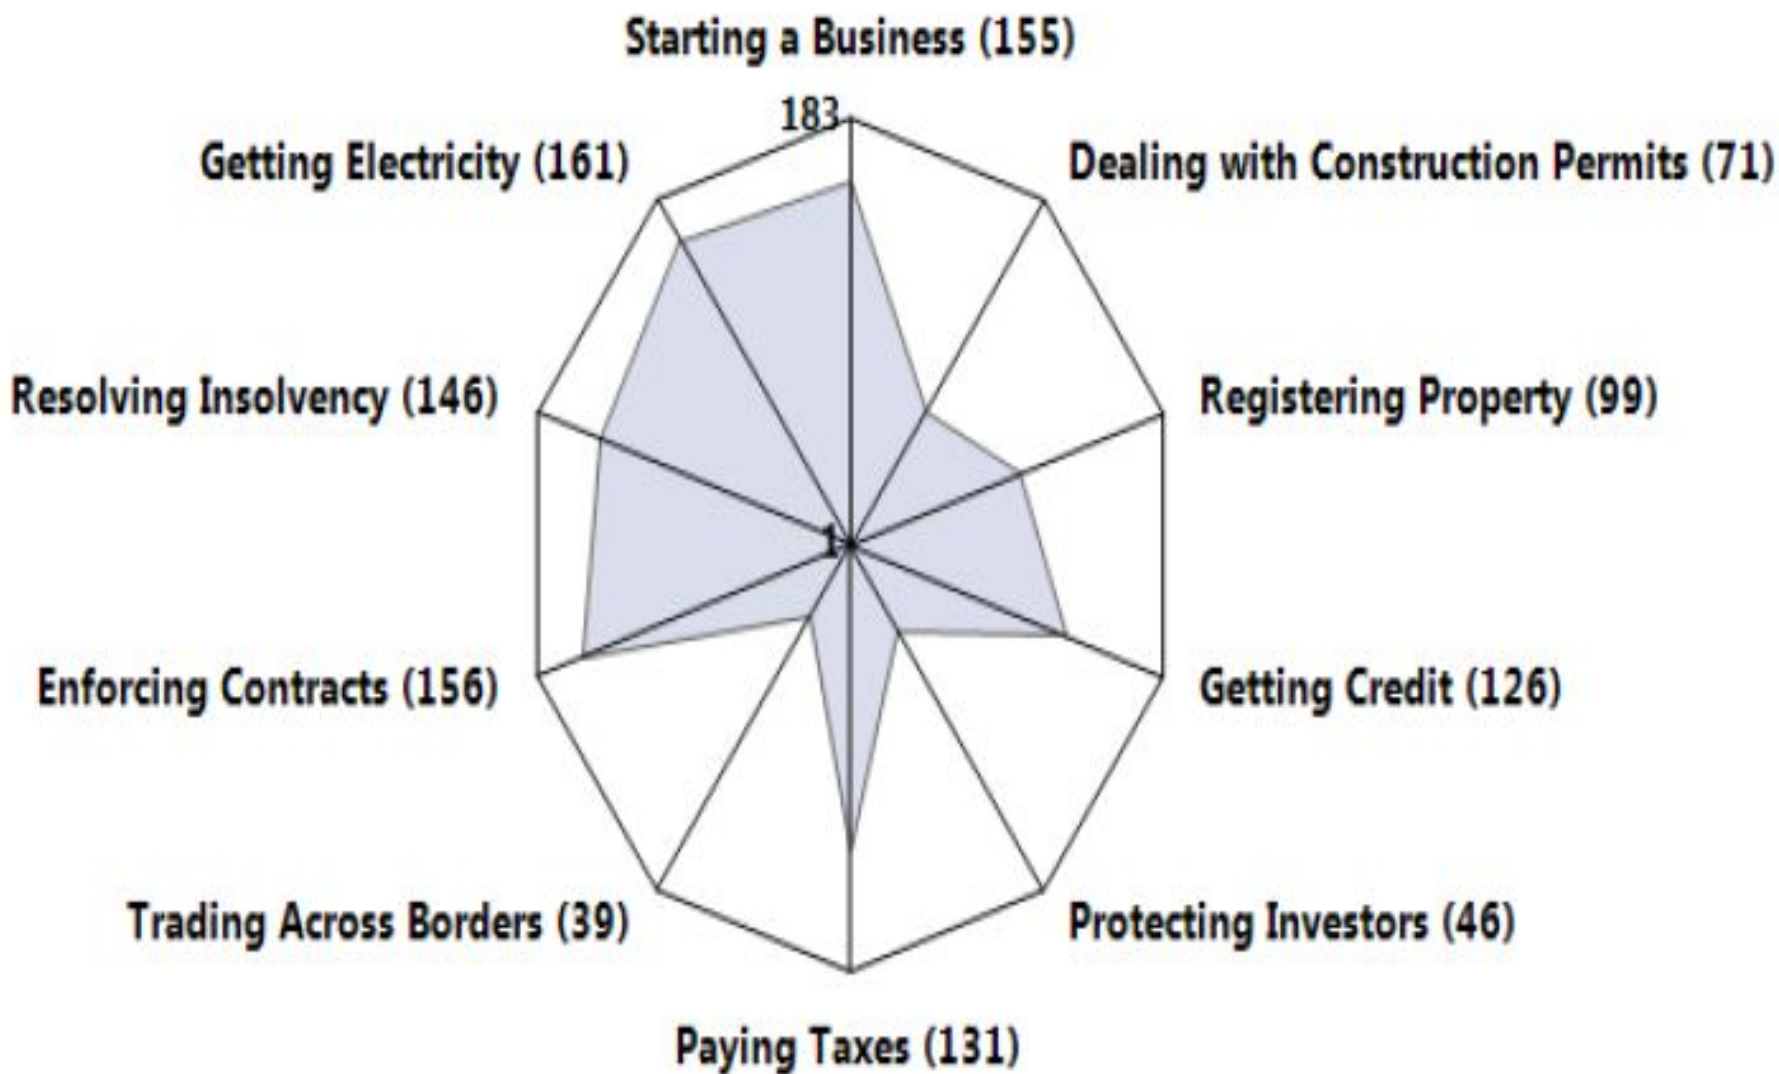 Starting a Business (155)
183
Getting Electricity (161)
Dealing with Construction Permits (71)
Resolving Insolvency (146)
Registering Property (99)
1
Enforcing Contracts (156)
Getting Credit (126)
Trading Across Borders (39)
Protecting Investors (46)
Paying Taxes (131)